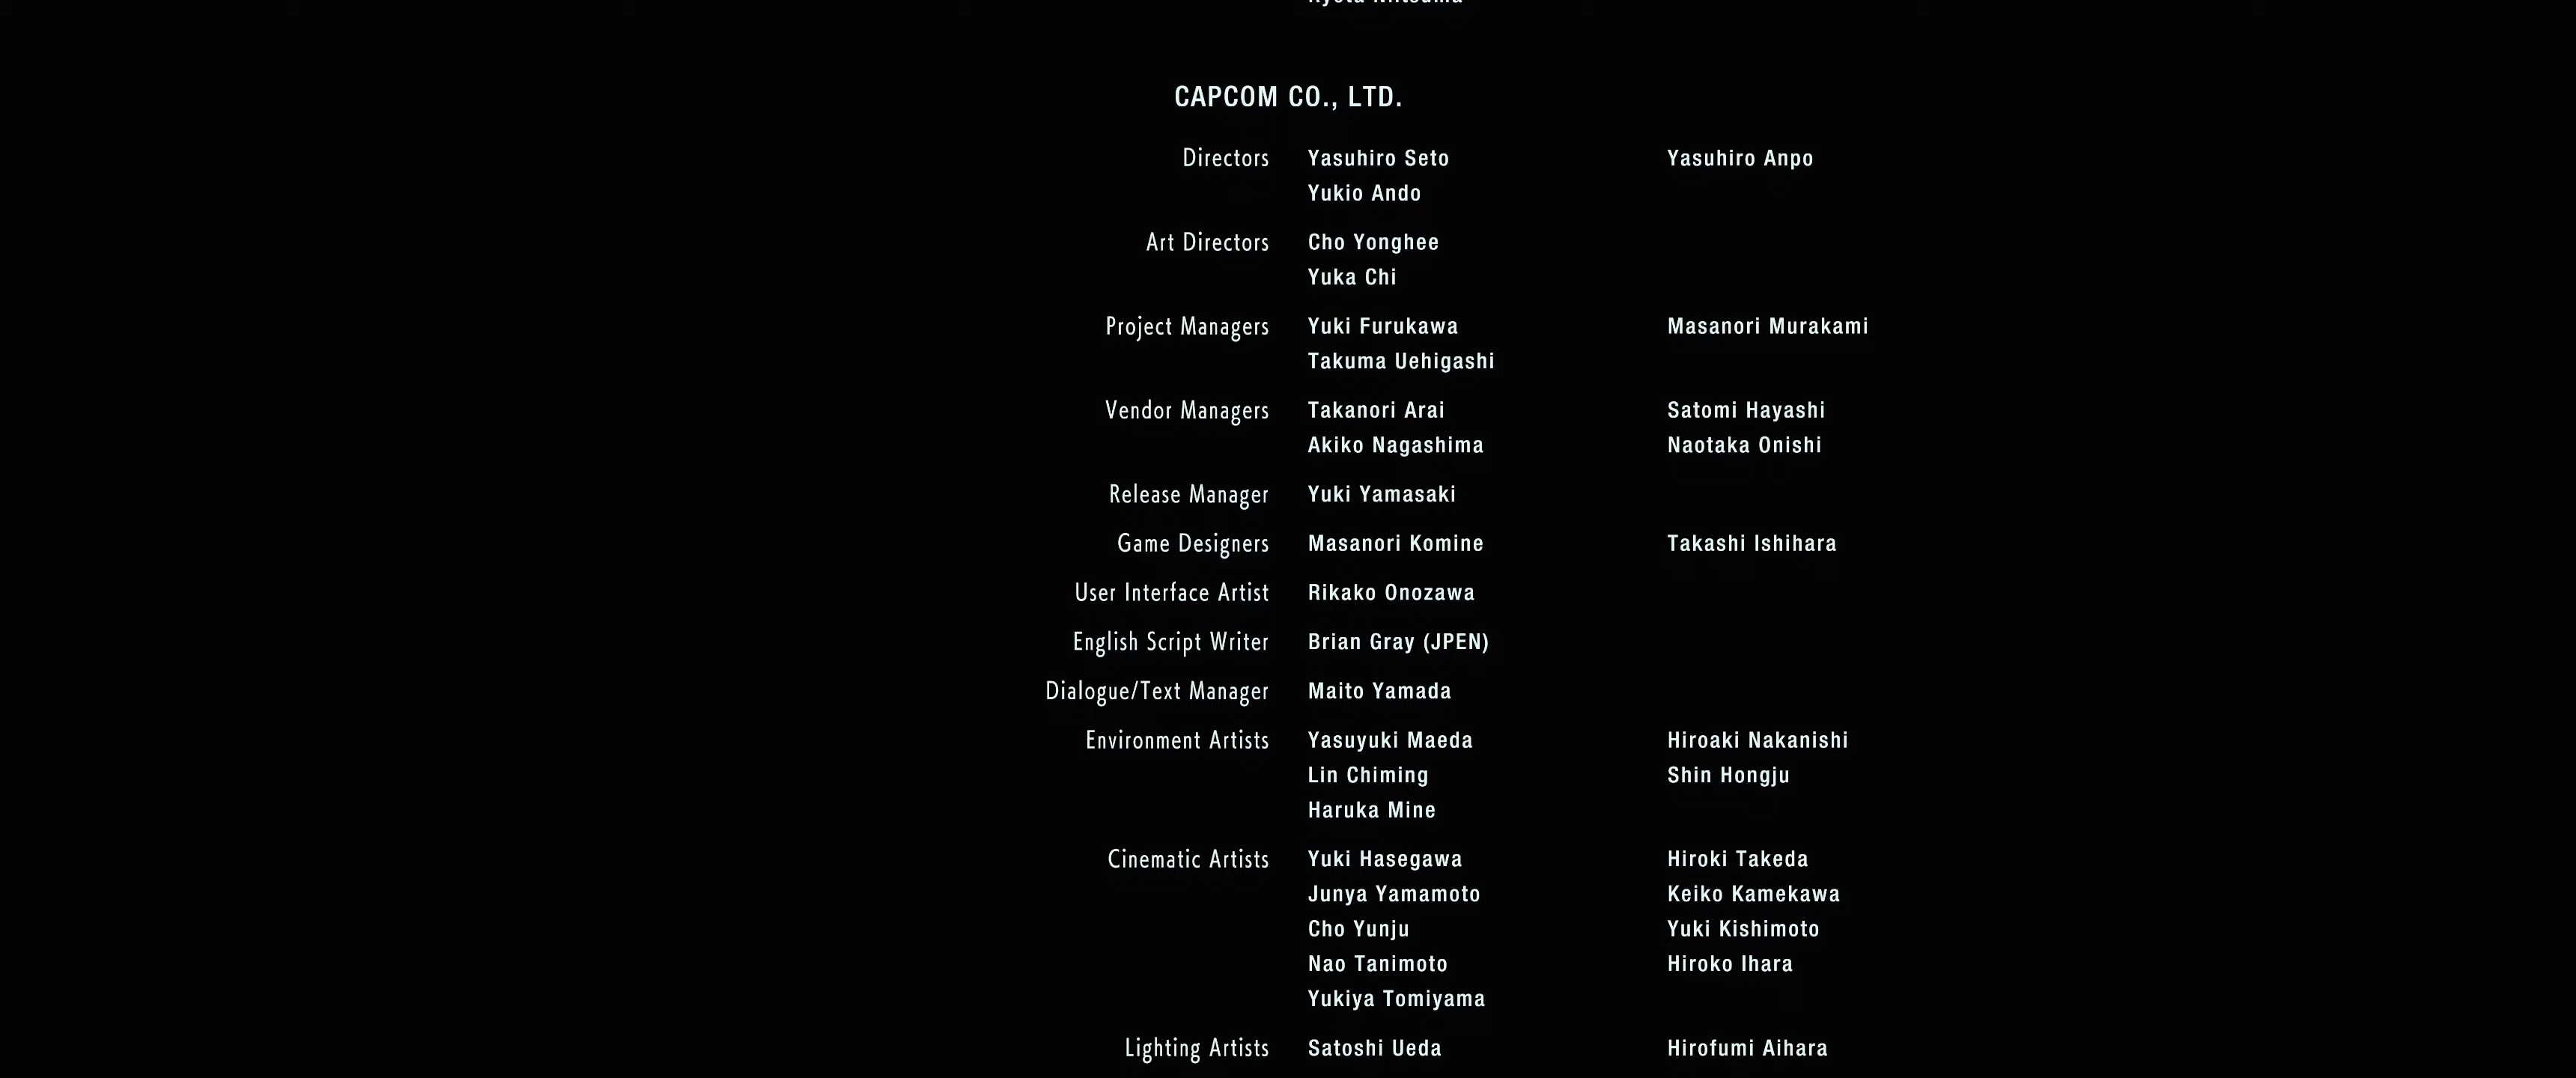 CAPCOM CO., LTD.
Directors Yasuhiro Seto Yasuhiro Anpo
Yukio Ando
Art Directors Cho Yonghee
Yuka Chi
Project Managers Yuki Furukawa Masanori Murakami
Takuma Uehigashi
Vendor Managers Takanori Arai Satomi Hayashi
Akiko Nagashima Naotaka Onishi
Release Manager Yuki Yamasaki
Game Designers Masanori Komine Takashi Ishihara
User Interface Artist Rikako Onozawa
English Script Writer Brian Gray (JPEN)
Dialogue/Text Manager Maito Yamada
Environment Artists Yasuyuki Maeda Hiroaki Nakanishi
Lin Chiming Shin Hongju
Haruka Mine
Cinematic Artists Yuki Hasegawa Hiroki Takeda
Junya Yamamoto Keiko Kamekawa
Cho Yunju Yuki Kishimoto
Nao Tanimoto Hiroko Ihara
Yukiya Tomiyama
Lighting Artists Satoshi Ueda Hirofumi Aihara